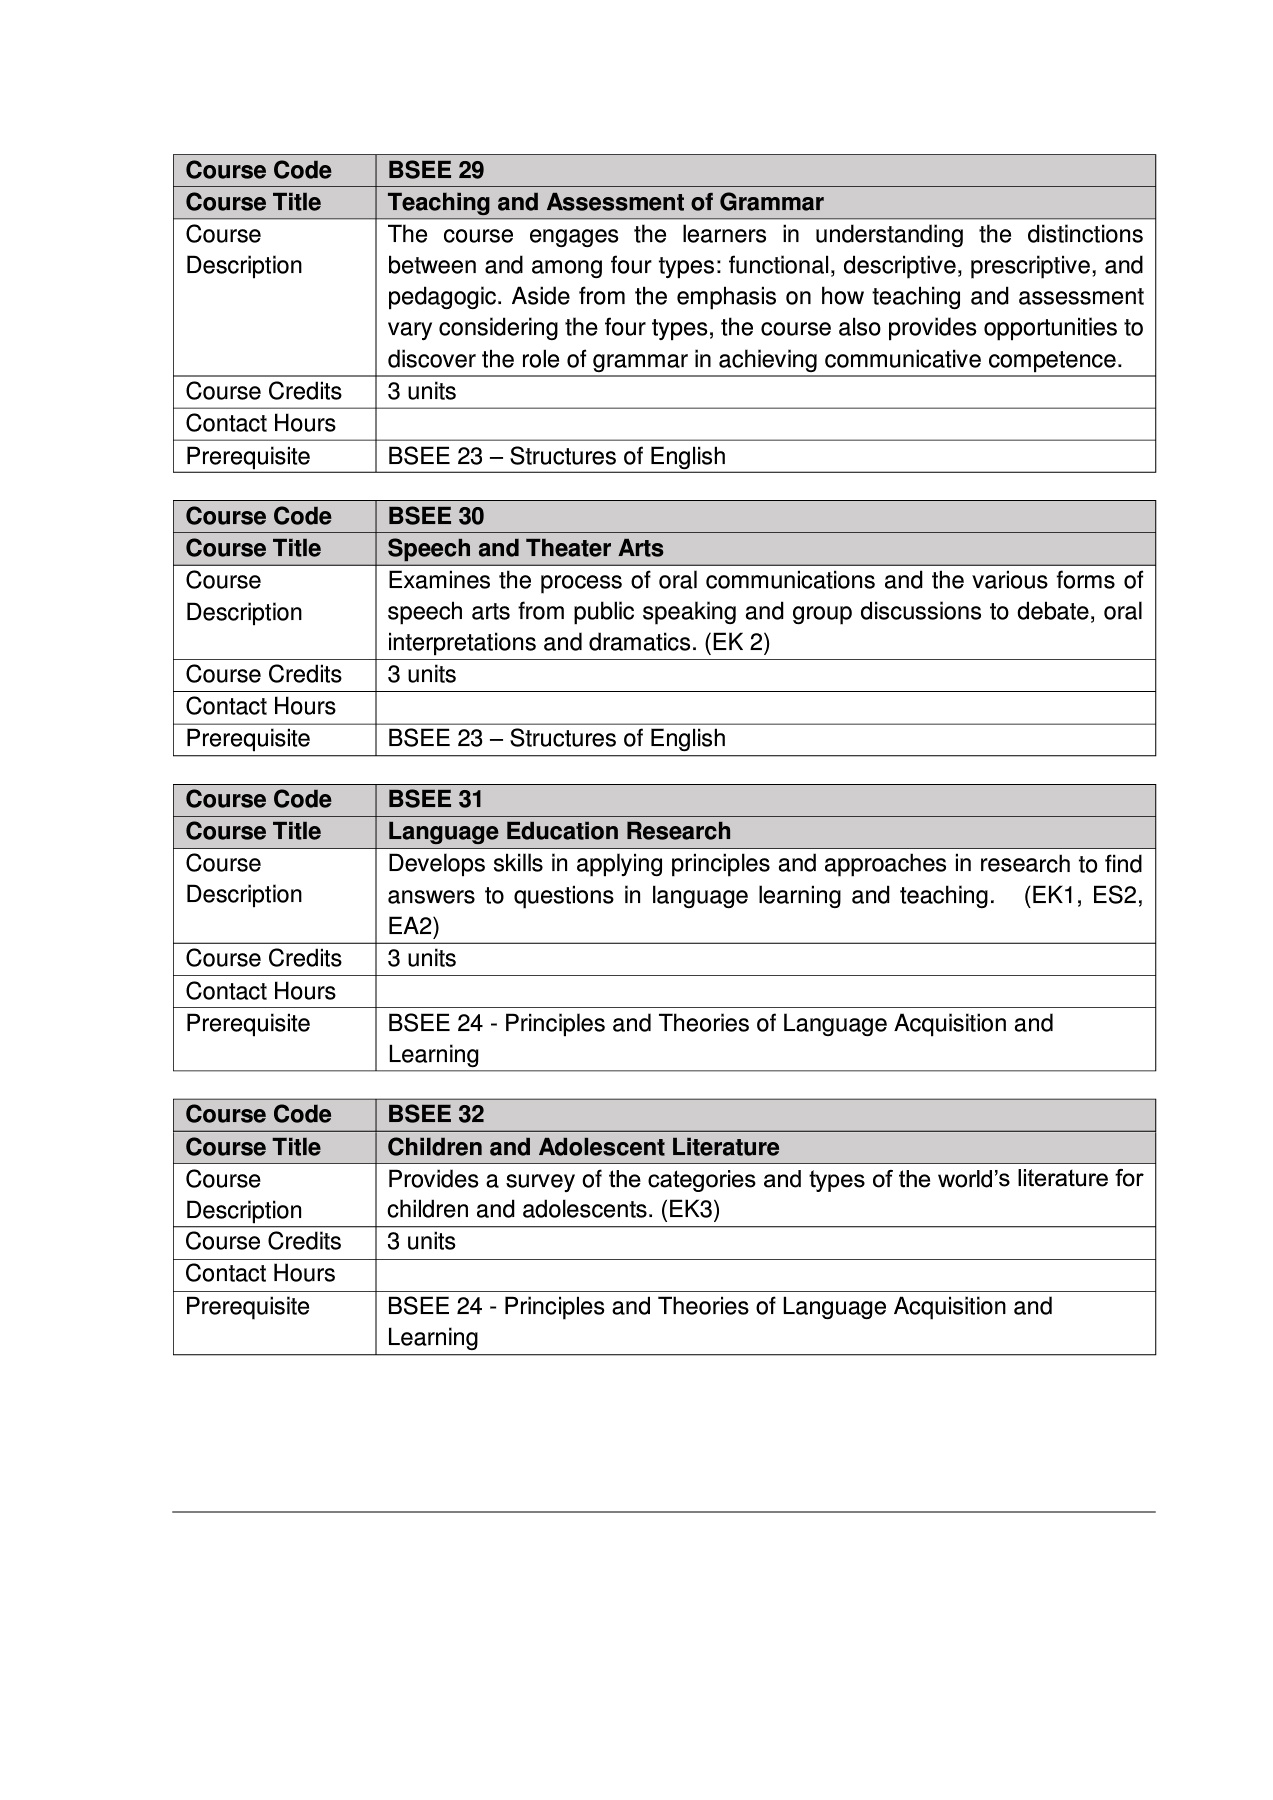 Course Code BSEE 29
Course Title Teaching and Assessment of Grammar
Course The course engages the learners in understanding the distinctions
Description between and among four types: functional, descriptive, prescriptive, and
pedagogic. Aside from the emphasis on how teaching and assessment
vary considering the four types, the course also provides opportunities to
discover the role of grammar in achieving communicative competence.
Course Credits 3 units
Contact Hours
Prerequisite BSEE 23 – Structures of English
Course Code BSEE 30
Course Title Speech and Theater Arts
Course Examines the process of oral communications and the various forms of
Description speech arts from public speaking and group discussions to debate, oral
interpretations and dramatics. (EK 2)
Course Credits 3 units
Contact Hours
Prerequisite BSEE 23 – Structures of English
Course Code BSEE 31
Course Title Language Education Research
Course Develops skills in applying principles and approaches in research to find
Description answers to questions in language learning and teaching. (EK1, ES2,
EA2)
Course Credits 3 units
Contact Hours
Prerequisite BSEE 24 - Principles and Theories of Language Acquisition and
Learning
Course Code BSEE 32
Course Title Children and Adolescent Literature
Course Provides a survey of the categories and types of the world’s literature for
Description children and adolescents. (EK3)
Course Credits 3 units
Contact Hours
Prerequisite BSEE 24 - Principles and Theories of Language Acquisition and
Learning